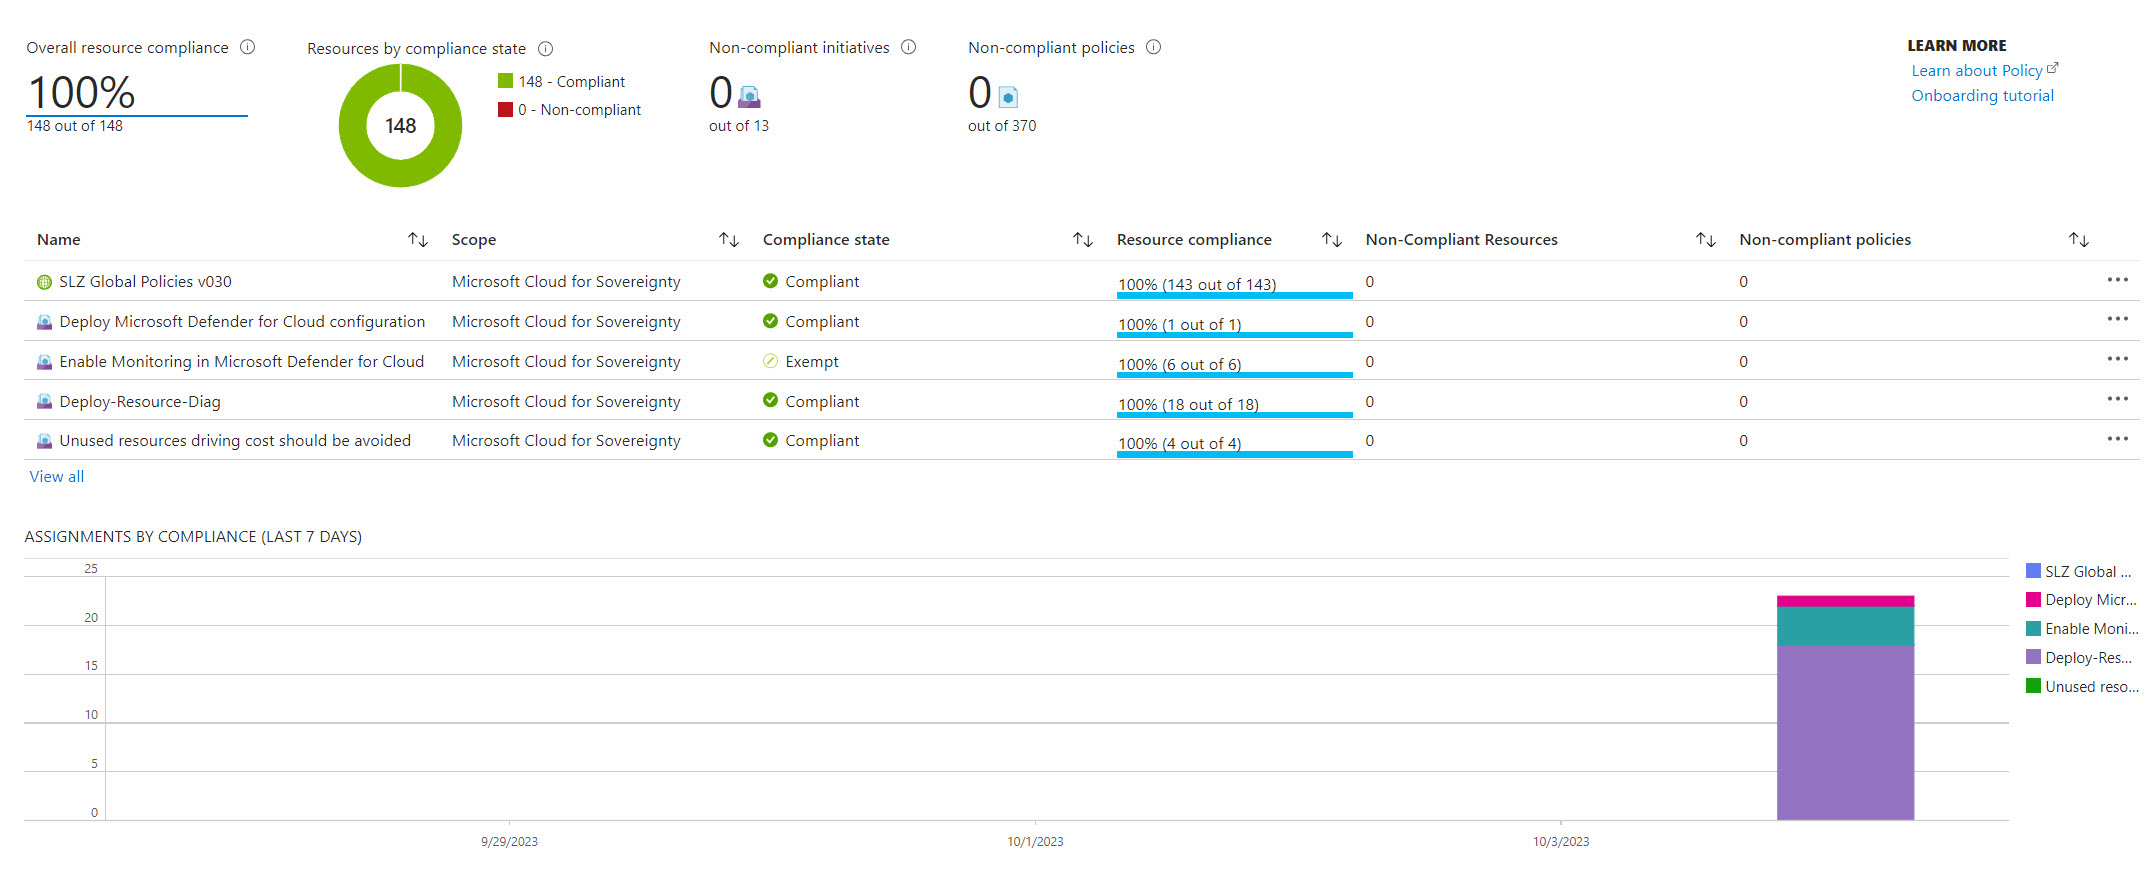 Overall resource compliance
100%
148 out of 148
Resources by compliance state
148
148 - Compliant
0 - Non-compliant
Non-compliant initiatives
0
out of 13
Non-compliant policies
0
out of 370
LEARN MORE
Learn about Policy
Onboarding tutorial
Name Scope Compliance state Resource compliance Non-Compliant Resources Non-compliant policies
SLZ Global Policies v030 Microsoft Cloud for Sovereignty Compliant 100% (143 out of 143) 0 0
Deploy Microsoft Defender for Cloud configuration Microsoft Cloud for Sovereignty Compliant 100% (1 out of 1) 0 0
Enable Monitoring in Microsoft Defender for Cloud Microsoft Cloud for Sovereignty Exempt 100% (6 out of 6) 0 0
Deploy-Resource-Diag Microsoft Cloud for Sovereignty Compliant 100% (18 out of 18) 0 0
Unused resources driving cost should be avoided Microsoft Cloud for Sovereignty Compliant 100% (4 out of 4) 0 0
View all
ASSIGNMENTS BY COMPLIANCE (LAST 7 DAYS)
25
20
15
10
5
0
9/29/2023 10/1/2023 10/3/2023
SLZ Global ...
Deploy Micr...
Enable Moni...
Deploy-Res...
Unused reso...